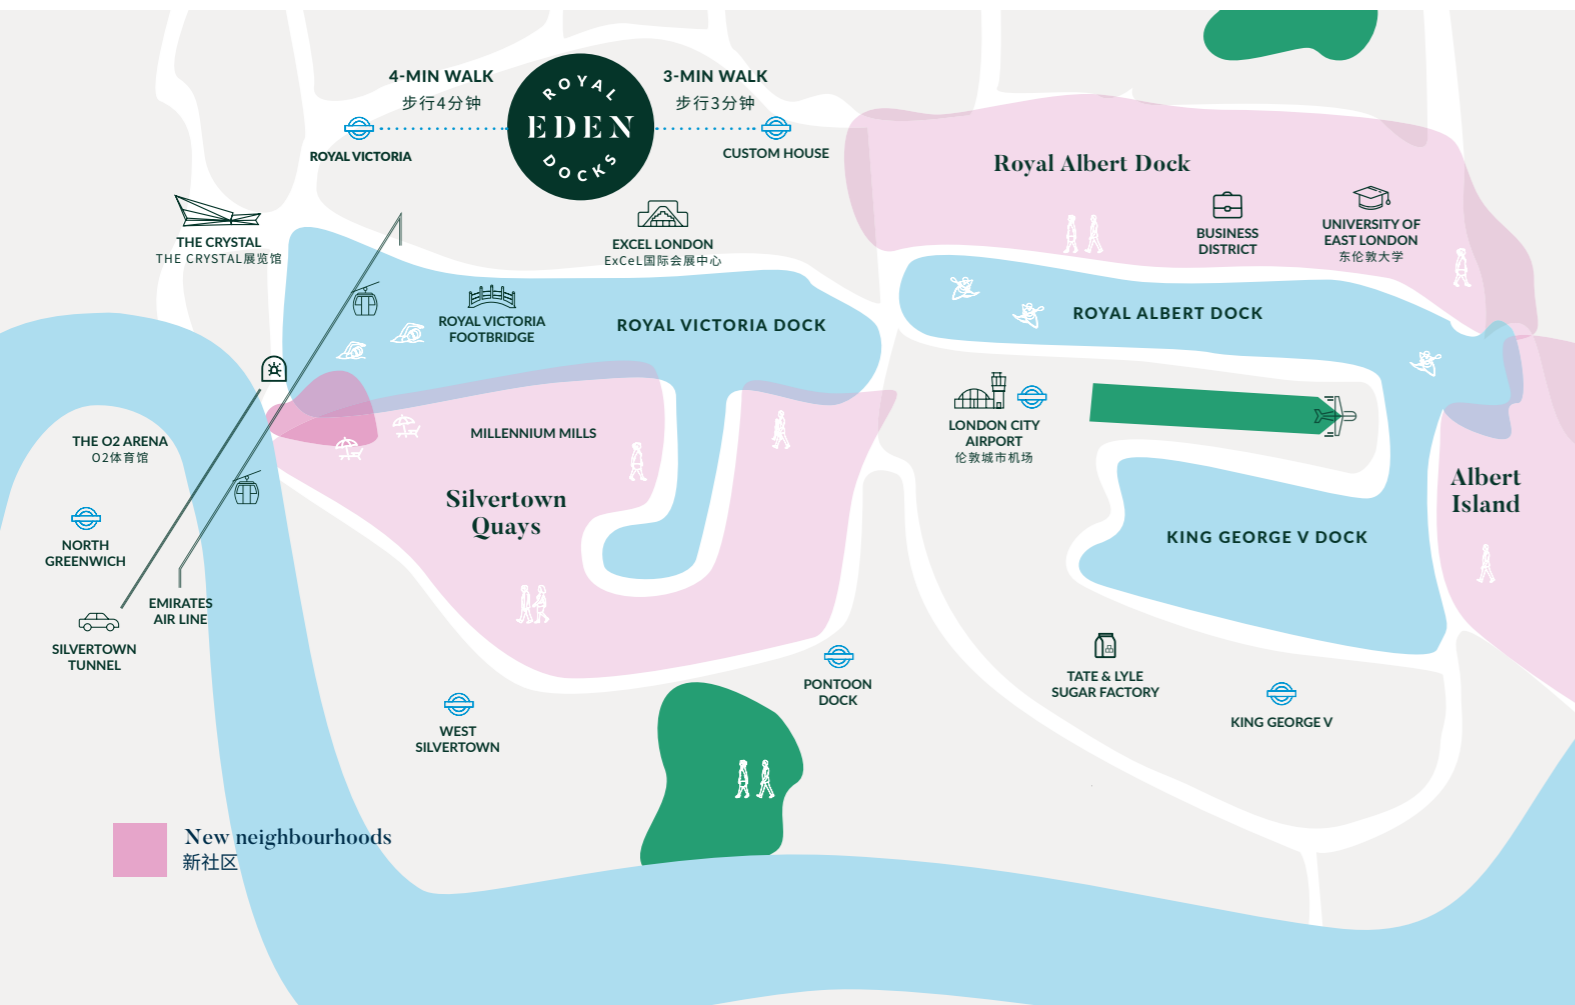 4-MIN WALK
步行4分钟
ROYAL
EDEN
DOCKS
3-MIN WALK
步行3分钟
ROYAL VICTORIA
CUSTOM HOUSE
Royal Albert Dock
BUSINESS
DISTRICT
UNIVERSITY OF
EAST LONDON
东伦敦大学
THE CRYSTAL
THE CRYSTAL展览馆
EXCEL LONDON
ExCeL国际会展中心
ROYAL VICTORIA
FOOTBRIDGE
ROYAL VICTORIA DOCK
ROYAL ALBERT DOCK
THE O2 ARENA
O2体育馆
MILLENNIUM MILLS
LONDON CITY
AIRPORT
伦敦城市机场
Silvertown
Quays
Albert
Island
NORTH
GREENWICH
KING GEORGE V DOCK
EMIRATES
AIR LINE
SILVERTOWN
TUNNEL
PONTOON
DOCK
TATE & LYLE
SUGAR FACTORY
WEST
SILVERTOWN
KING GEORGE V
New neighbourhoods
新社区